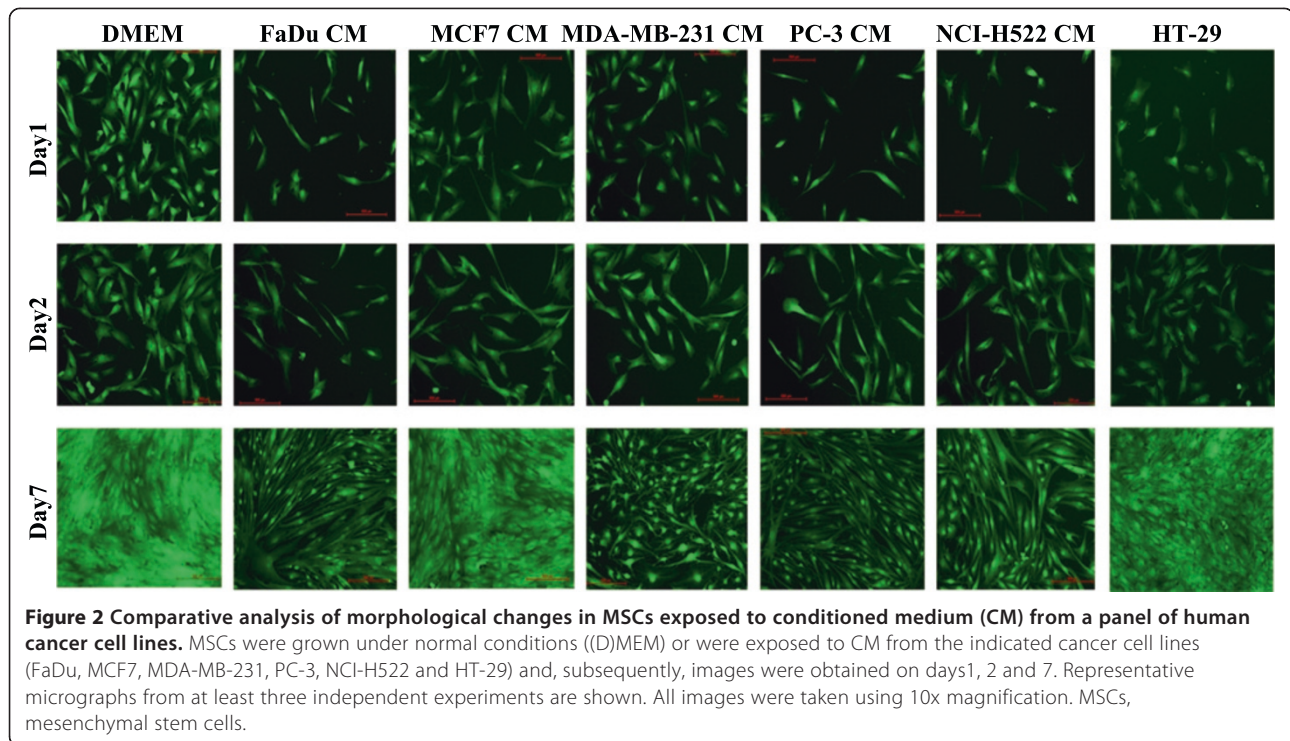 DMEM FaDu CM MCF7 CM MDA-MB-231 CM PC-3 CM NCI-H522 CM HT-29
Day1
Day2
Day7
Figure 2 Comparative analysis of morphological changes in MSCs exposed to conditioned medium (CM) from a panel of human
cancer cell lines. MSCs were grown under normal conditions ((D)MEM) or were exposed to CM from the indicated cancer cell lines
(FaDu, MCF7, MDA-MB-231, PC-3, NCI-H522 and HT-29) and, subsequently, images were obtained on days1, 2 and 7. Representative
micrographs from at least three independent experiments are shown. All images were taken using 10x magnification. MSCs,
mesenchymal stem cells.